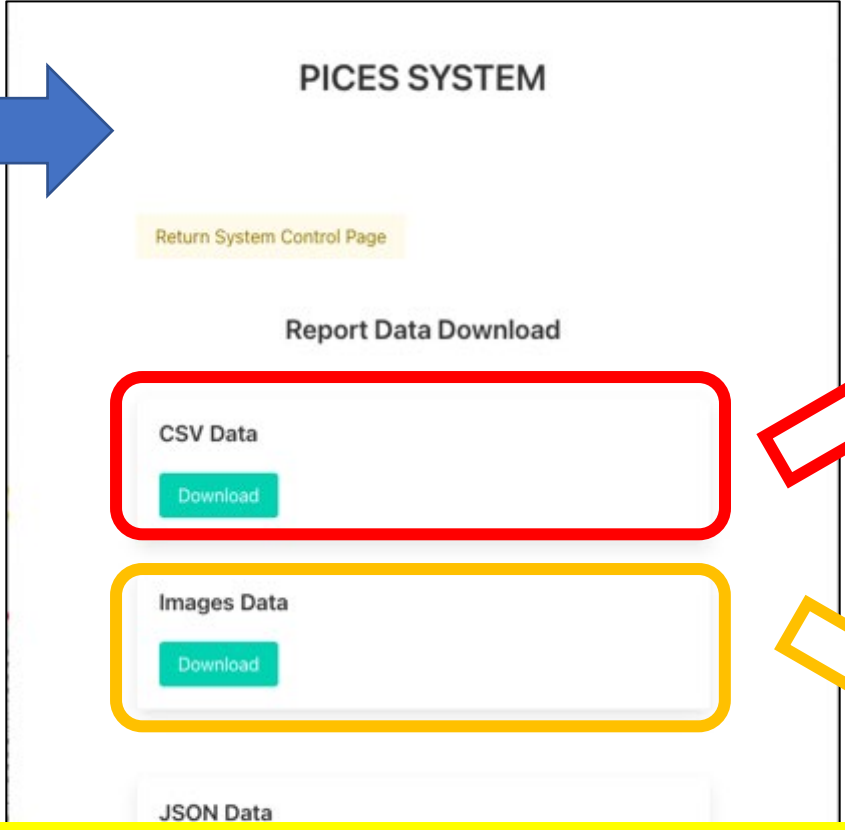 PICES SYSTEM
Return System Control Page
Report Data Download
CSV Data
Download
Images Data
Download
JSON Data